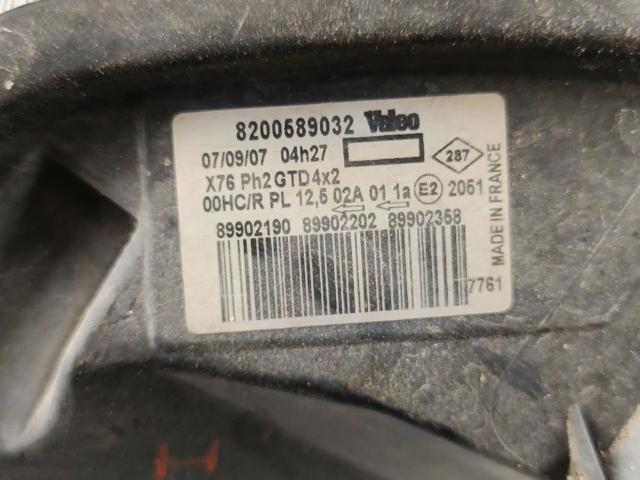 8200589032 Valeo
07/09/07 04h27
287
X76 Ph2 GTD 4x2
00HC/R PL 12,5 02A 01 1a E2 2051
89902190 89902202 89902358
7761
MADE IN FRANCE